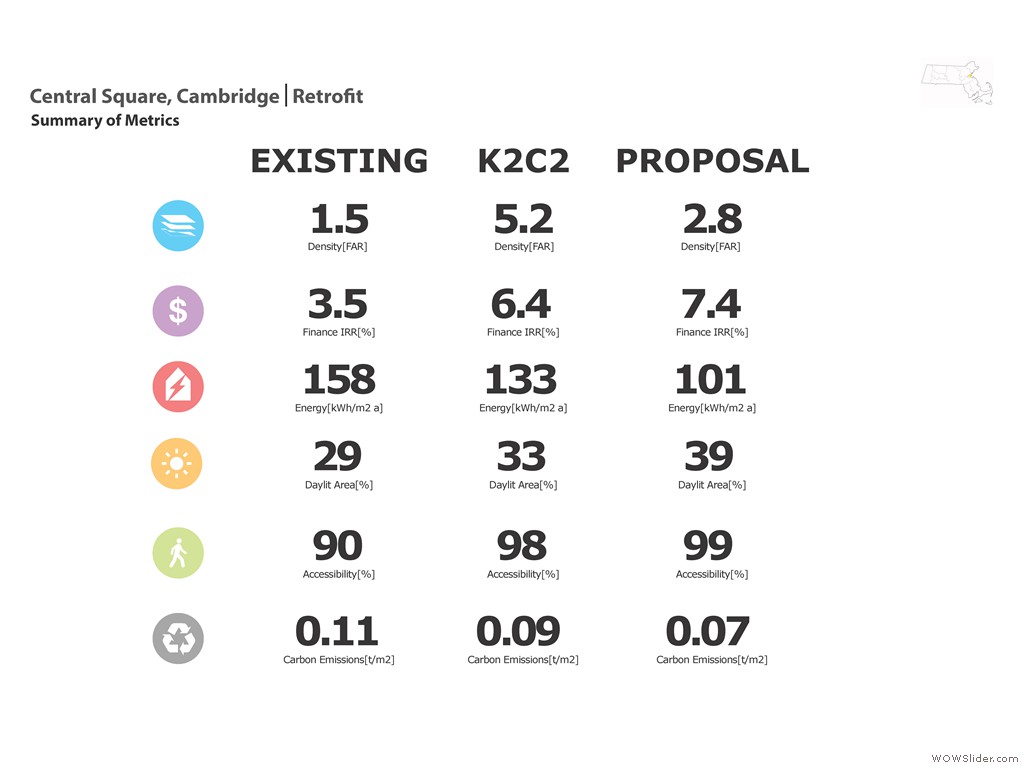 Central Square, Cambridge | Retrofit
Summary of Metrics
EXISTING K2C2 PROPOSAL
1.5 5.2 2.8
Density[FAR] Density[FAR] Density[FAR]
$
3.5 6.4 7.4
Finance IRR[%] Finance IRR[%] Finance IRR[%]
158 133 101
Energy[kWh/m2 a] Energy[kWh/m2 a] Energy[kWh/m2 a]
29 33 39
Daylit Area[%] Daylit Area[%] Daylit Area[%]
90 98 99
Accessibility[%] Accessibility[%] Accessibility[%]
0.11 0.09 0.07
Carbon Emissions[t/m2] Carbon Emissions[t/m2] Carbon Emissions[t/m2]
WOWSlider.com